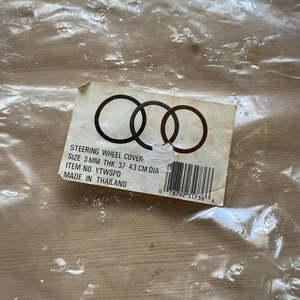 STEERING WHEEL COVER
SIZE 3 MM. THK. 37 43 CM DIA
ITEM NO. YTWSPD
MADE IN THAILAND